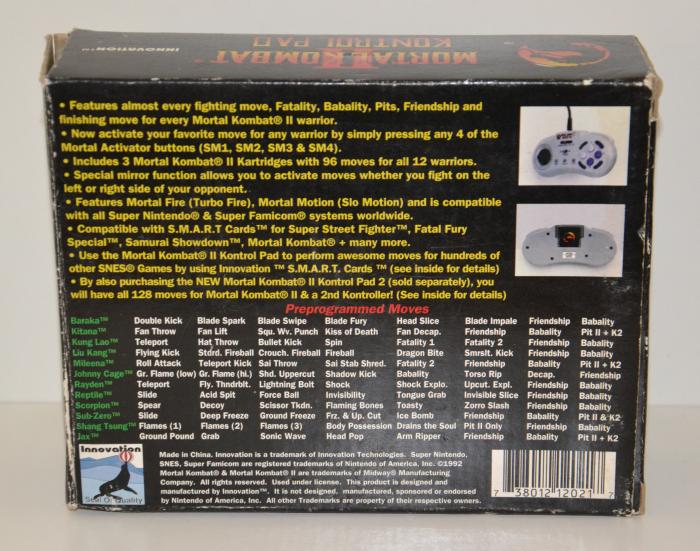 INNOVATION™
MORTAL KOMBAT II
KONTROL PAD
• Features almost every fighting move, Fatality, Babality, Pits, Friendship and
finishing move for every Mortal Kombat® II warrior.
• Now activate your favorite move for any warrior by simply pressing any 4 of the
Mortal Activator buttons (SM1, SM2, SM3 & SM4).
• Includes 3 Mortal Kombat® II Kartridges with 96 moves for all 12 warriors.
• Special mirror function allows you to activate moves whether you fight on the
left or right side of your opponent.
• Features Mortal Fire (Turbo Fire), Mortal Motion (Slo Motion) and is compatible
with all Super Nintendo® & Super Famicom® systems worldwide.
• Compatible with S.M.A.R.T Cards™ for Super Street Fighter™, Fatal Fury
Special™, Samurai Showdown™, Mortal Kombat® + many more.
• Use the Mortal Kombat® II Kontrol Pad to perform awesome moves for hundreds of
other SNES® Games by using Innovation ™ S.M.A.R.T. Cards ™ (see inside for details)
• By also purchasing the NEW Mortal Kombat® II Kontrol Pad 2 (sold separately), you
will have all 128 moves for Mortal Kombat® II & a 2nd Kontroller! (See inside for details)
Preprogrammed Moves
Baraka™ Double Kick Blade Spark Blade Swipe Blade Fury Head Slice Blade Impale Friendship Babality
Kitana™ Fan Throw Fan Lift Squ. Wv. Punch Kiss of Death Fan Decap. Friendship Babality Pit II + K2
Kung Lao™ Teleport Hat Throw Bullet Kick Spin Fatality 1 Fatality 2 Friendship Babality
Liu Kang™ Flying Kick Stdrd. Fireball Crouch. Fireball Fireball Dragon Bite Smrslt. Kick Friendship Babality
Mileena™ Roll Attack Teleport Kick Sai Throw Sai Stab Shred. Fatality 2 Friendship Babality Pit II + K2
Johnny Cage™ Gr. Flame (low) Gr. Flame (hi.) Shd. Uppercut Shadow Kick Babality Torso Rip Decap. Friendship
Rayden™ Teleport Fly. Thndrblt. Lightning Bolt Shock Shock Explo. Upcut. Expl. Friendship Babality
Reptile™ Slide Acid Spit Force Ball Invisibility Tongue Grab Invisible Slice Friendship Babality
Scorpion™ Spear Decoy Scissor Tkdn. Flaming Bones Toasty Zorro Slash Friendship Babality
Sub-Zero™ Slide Deep Freeze Ground Freeze Frz. & Up. Cut Ice Bomb Friendship Babality Pit II & K2
Shang Tsung™ Flames (1) Flames (2) Flames (3) Body Possession Drains the Soul Pit II Only Friendship Babality
Jax™ Ground Pound Grab Sonic Wave Head Pop Arm Ripper Friendship Babality Pit II + K2
Innovation
Seal Of Quality
Made in China. Innovation is a trademark of Innovation Technologies. Super Nintendo,
SNES, Super Famicom are registered trademarks of Nintendo of America, Inc. ©1992
Mortal Kombat® & Mortal Kombat® II are trademarks of Midway® Manufacturing
Company. All rights reserved. Used under license. This product is designed and
manufactured by Innovation™. It is not designed, manufactured, sponsored or endorsed
by Nintendo of America, Inc. All other Trademarks are property of their respective owners.
7 38012 12021 7